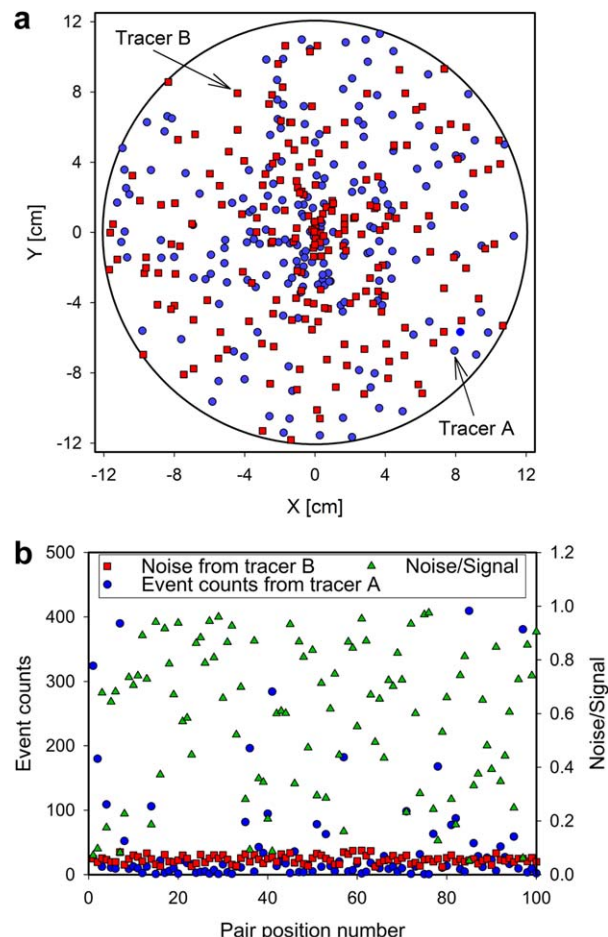 a
12
8
4
0
-4
-8
-12
Y [cm]
Tracer B
Tracer A
-12 -8 -4 0 4 8 12
X [cm]
b
500
400
300
200
100
0
Event counts
Noise from tracer B
Noise/Signal
Event counts from tracer A
1.2
1.0
0.8
0.6
0.4
0.2
0.0
Noise/Signal
0 20 40 60 80 100
Pair position number